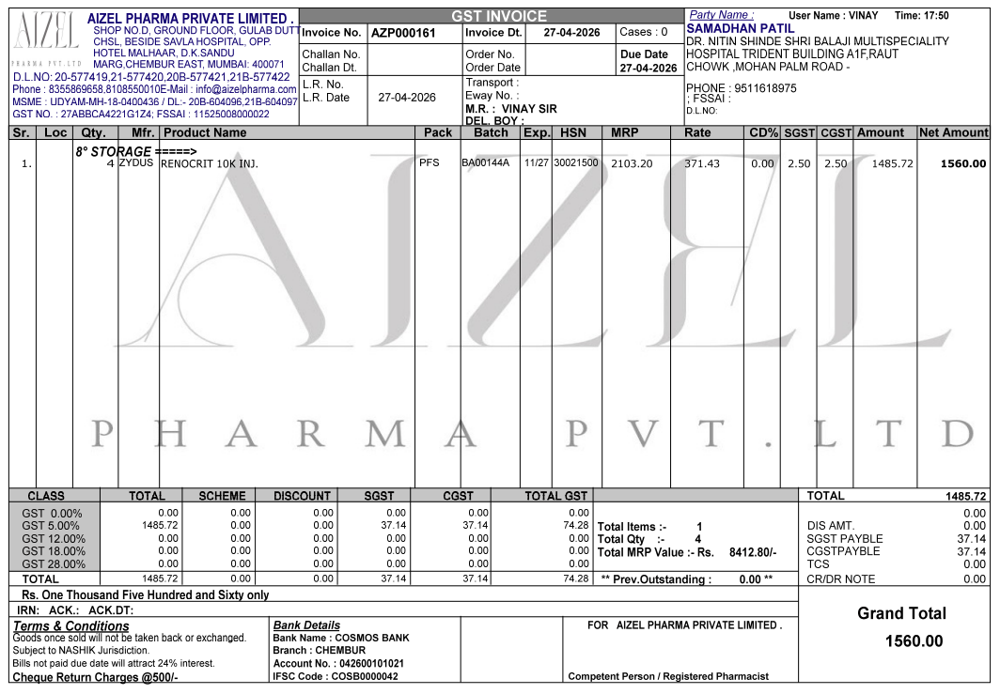 AIZEL
PHARMA PVT.LTD
AIZEL PHARMA PRIVATE LIMITED .
SHOP NO.D, GROUND FLOOR, GULAB DUTT
CHSL, BESIDE SAVLA HOSPITAL, OPP.
HOTEL MALHAAR, D.K.SANDU
MARG,CHEMBUR EAST, MUMBAI: 400071
D.L.NO: 20-577419,21-577420,20B-577421,21B-577422
Phone : 8355869658,8108550010E-Mail : info@aizelpharma.com
MSME : UDYAM-MH-18-0400436 / DL:- 20B-604096,21B-604097
GST NO. : 27ABBCA4221G1Z4; FSSAI : 11525008000022
GST INVOICE
Invoice No. AZP000161 Invoice Dt. 27-04-2026 Cases : 0
Challan No. Order No. Due Date
Challan Dt. Order Date 27-04-2026
L.R. No. Transport :
L.R. Date 27-04-2026 Eway No. :
M.R. : VINAY SIR
DEL. BOY :
Party Name : User Name : VINAY Time: 17:50
SAMADHAN PATIL
DR. NITIN SHINDE SHRI BALAJI MULTISPECIALITY
HOSPITAL TRIDENT BUILDING A1F,RAUT
CHOWK ,MOHAN PALM ROAD -
PHONE : 9511618975
; FSSAI :
D.L.NO:
Sr. Loc Qty. Mfr. Product Name Pack Batch Exp. HSN MRP Rate CD% SGST CGST Amount Net Amount
8° STORAGE =====>
1. 4 ZYDUS RENOCRIT 10K INJ. PFS BA00144A 11/27 30021500 2103.20 371.43 0.00 2.50 2.50 1485.72 1560.00
AIZEL
PHARMA PVT.LTD
CLASS TOTAL SCHEME DISCOUNT SGST CGST TOTAL GST
GST 0.00% 0.00 0.00 0.00 0.00 0.00 0.00
GST 5.00% 1485.72 0.00 0.00 37.14 37.14 74.28
GST 12.00% 0.00 0.00 0.00 0.00 0.00 0.00
GST 18.00% 0.00 0.00 0.00 0.00 0.00 0.00
GST 28.00% 0.00 0.00 0.00 0.00 0.00 0.00
TOTAL 1485.72 0.00 0.00 37.14 37.14 74.28
Total Items :- 1
Total Qty :- 4
Total MRP Value :- Rs. 8412.80/-
** Prev.Outstanding : 0.00 **
TOTAL 1485.72
0.00
DIS AMT. 0.00
SGST PAYBLE 37.14
CGSTPAYBLE 37.14
TCS 0.00
CR/DR NOTE 0.00
Rs. One Thousand Five Hundred and Sixty only
IRN: ACK.: ACK.DT:
Terms & Conditions
Goods once sold will not be taken back or exchanged.
Subject to NASHIK Jurisdiction.
Bills not paid due date will attract 24% interest.
Cheque Return Charges @500/-
Bank Details
Bank Name : COSMOS BANK
Branch : CHEMBUR
Account No. : 042600101021
IFSC Code : COSB0000042
FOR AIZEL PHARMA PRIVATE LIMITED .
Competent Person / Registered Pharmacist
Grand Total
1560.00